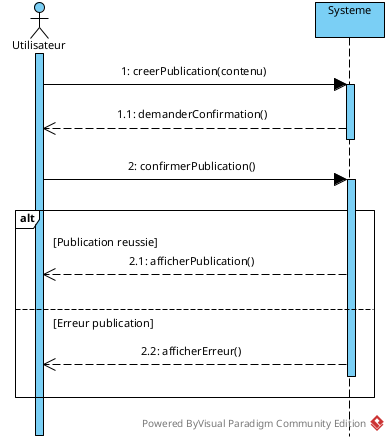 Systeme
Utilisateur
1: creerPublication(contenu)
1.1: demanderConfirmation()
2: confirmerPublication()
alt
[Publication reussie]
2.1: afficherPublication()
[Erreur publication]
2.2: afficherErreur()
Powered ByVisual Paradigm Community Edition